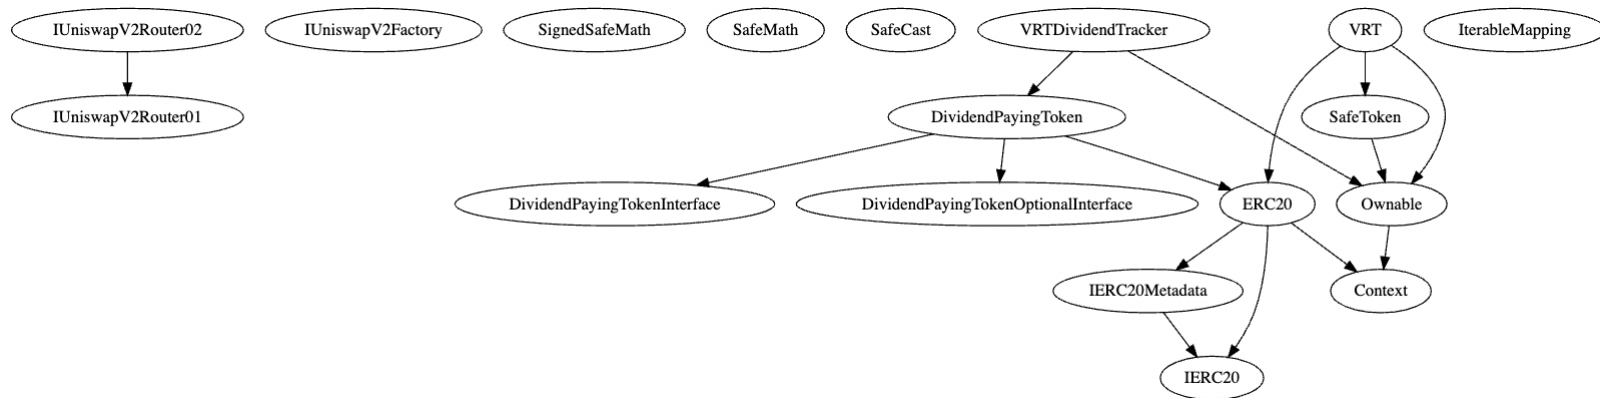 IUniswapV2Router02
IUniswapV2Factory
SignedSafeMath
SafeMath
SafeCast
VRTDividendTracker
VRT
IterableMapping
IUniswapV2Router01
DividendPayingToken
SafeToken
DividendPayingTokenInterface
DividendPayingTokenOptionalInterface
ERC20
Ownable
IERC20Metadata
Context
IERC20